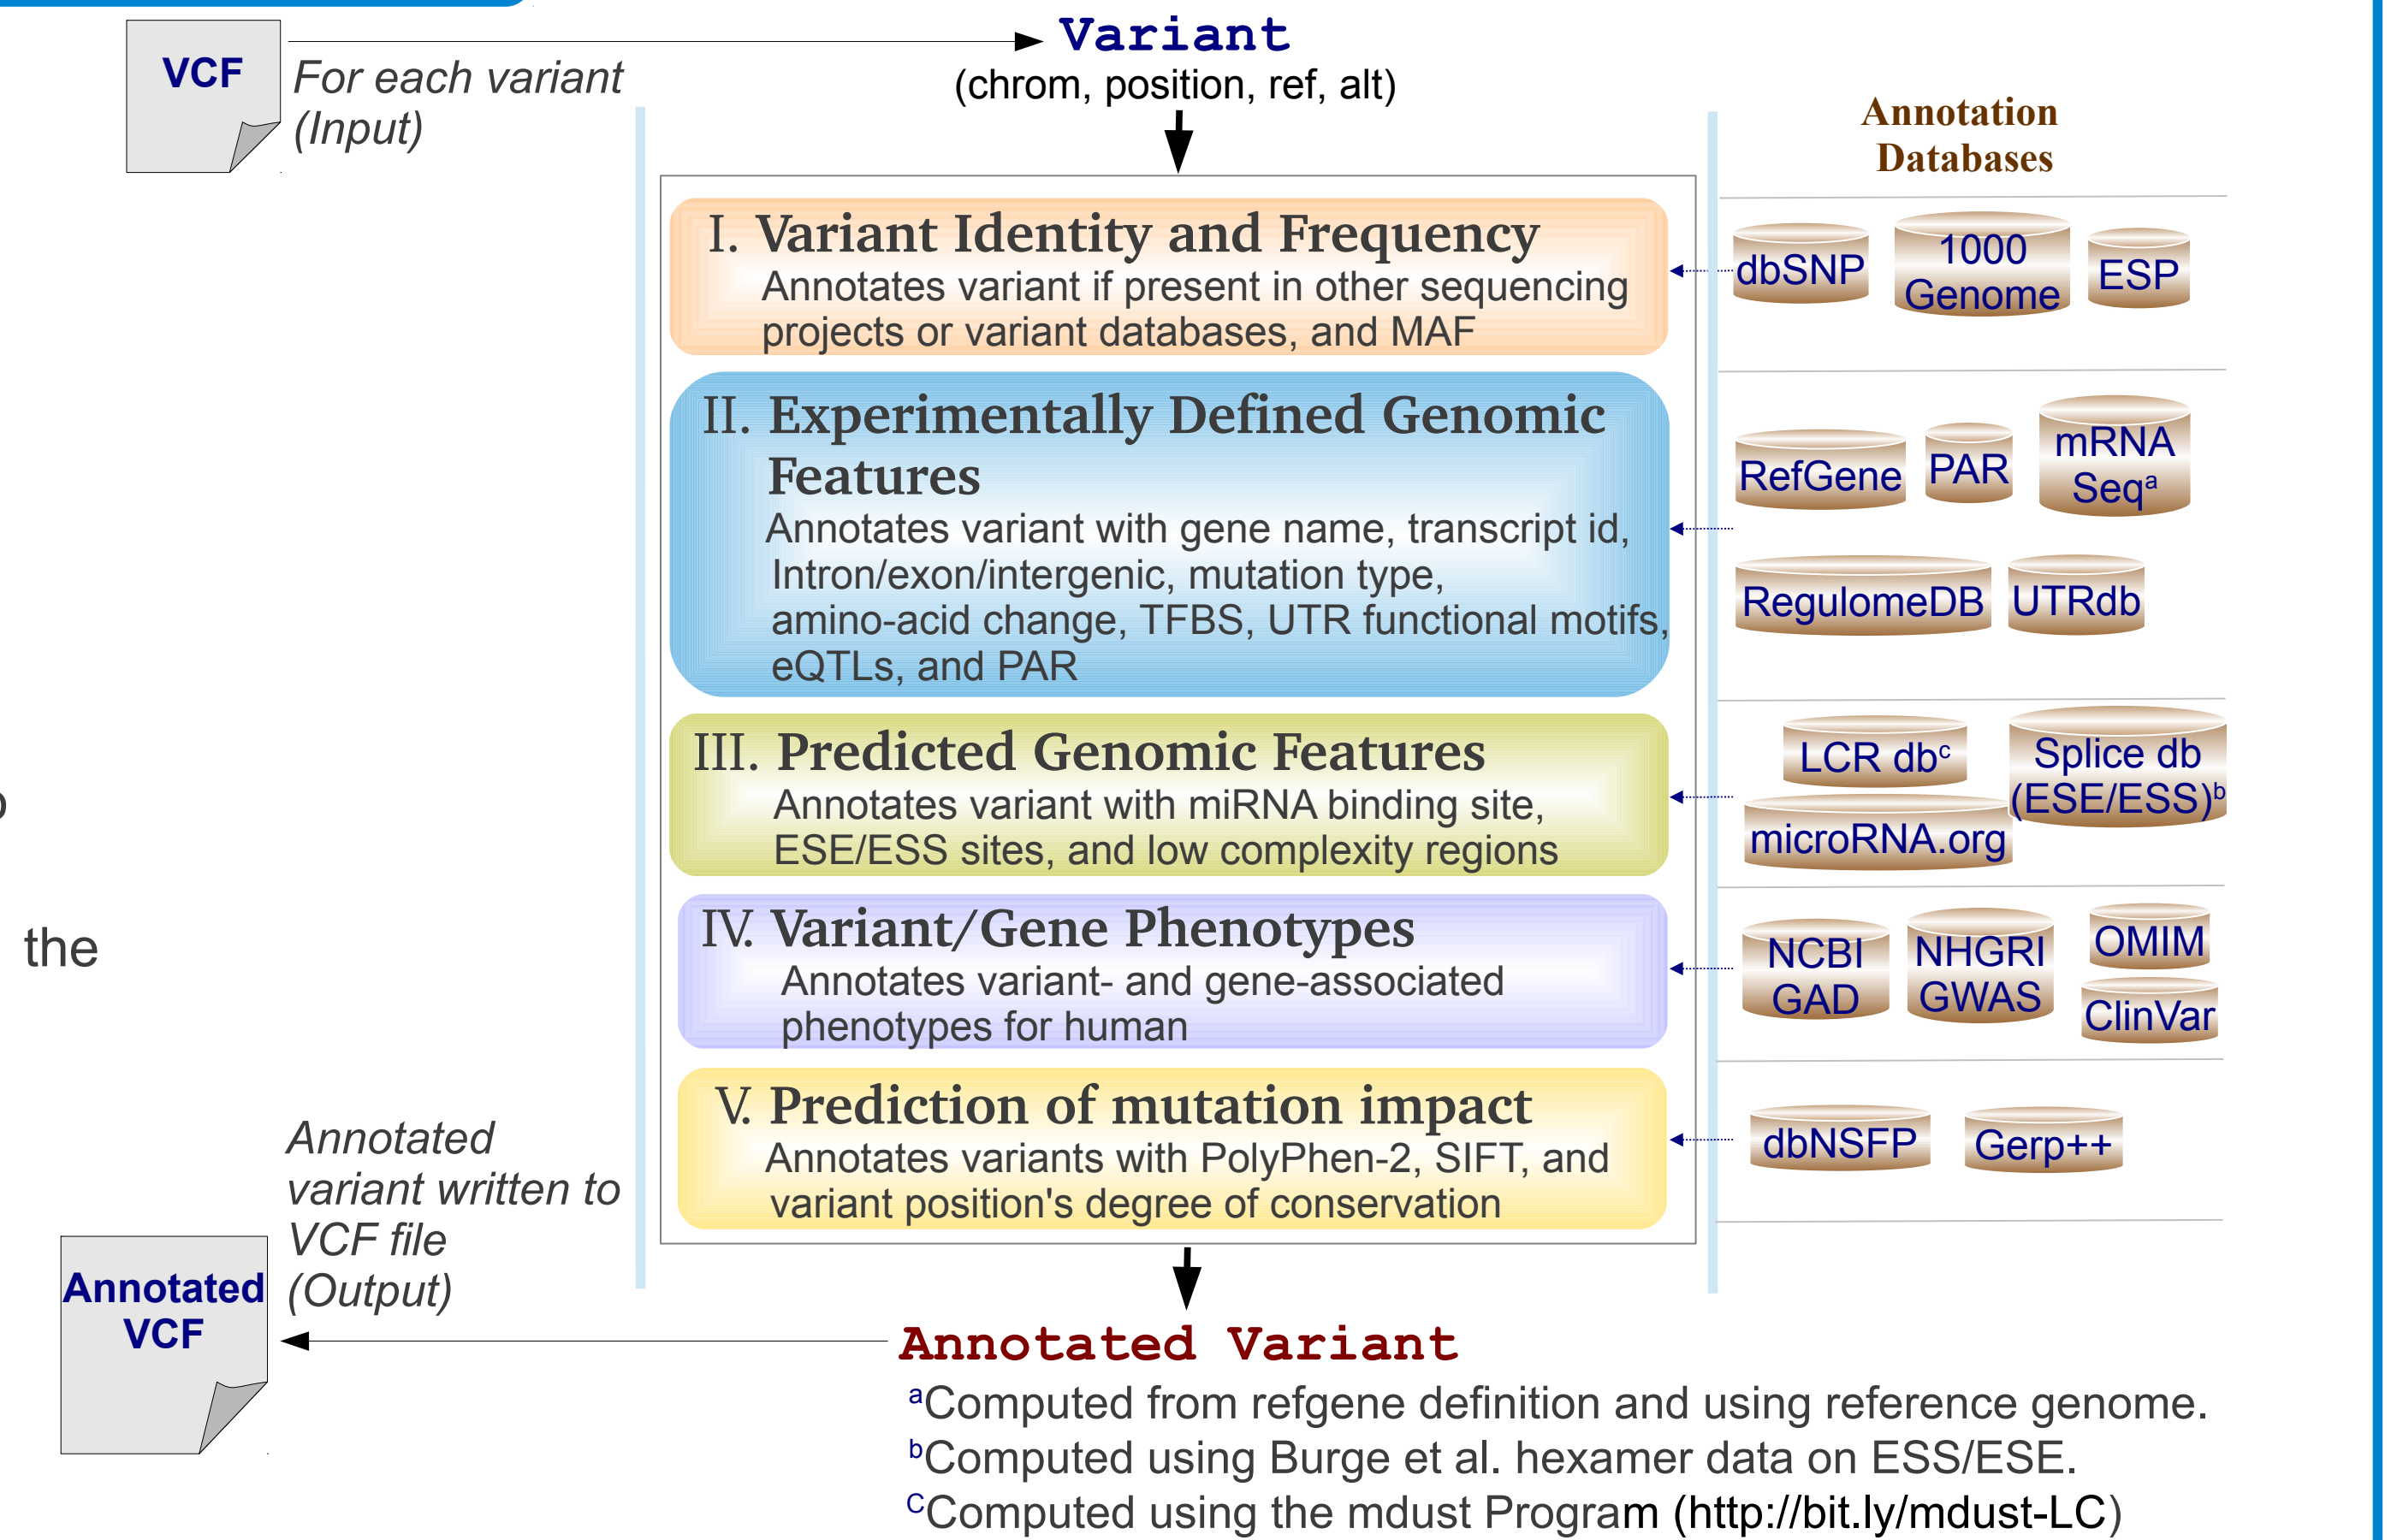 VCF
For each variant
(Input)
Variant
(chrom, position, ref, alt)
Annotation
Databases
I. Variant Identity and Frequency
Annotates variant if present in other sequencing
projects or variant databases, and MAF
dbSNP
1000
Genome
ESP
II. Experimentally Defined Genomic
Features
Annotates variant with gene name, transcript id,
Intron/exon/intergenic, mutation type,
amino-acid change, TFBS, UTR functional motifs,
eQTLs, and PAR
RefGene
PAR
mRNA
Seqᵃ
RegulomeDB
UTRdb
III. Predicted Genomic Features
Annotates variant with miRNA binding site,
ESE/ESS sites, and low complexity regions
LCR dbᶜ
Splice db
(ESE/ESS)ᵇ
microRNA.org
the
IV. Variant/Gene Phenotypes
Annotates variant- and gene-associated
phenotypes for human
NCBI
GAD
NHGRI
GWAS
OMIM
ClinVar
V. Prediction of mutation impact
Annotates variants with PolyPhen-2, SIFT, and
variant position's degree of conservation
dbNSFP
Gerp++
Annotated
variant written to
VCF file
(Output)
Annotated
VCF
Annotated Variant
ᵃComputed from refgene definition and using reference genome.
ᵇComputed using Burge et al. hexamer data on ESS/ESE.
ᶜComputed using the mdust Program (http://bit.ly/mdust-LC)